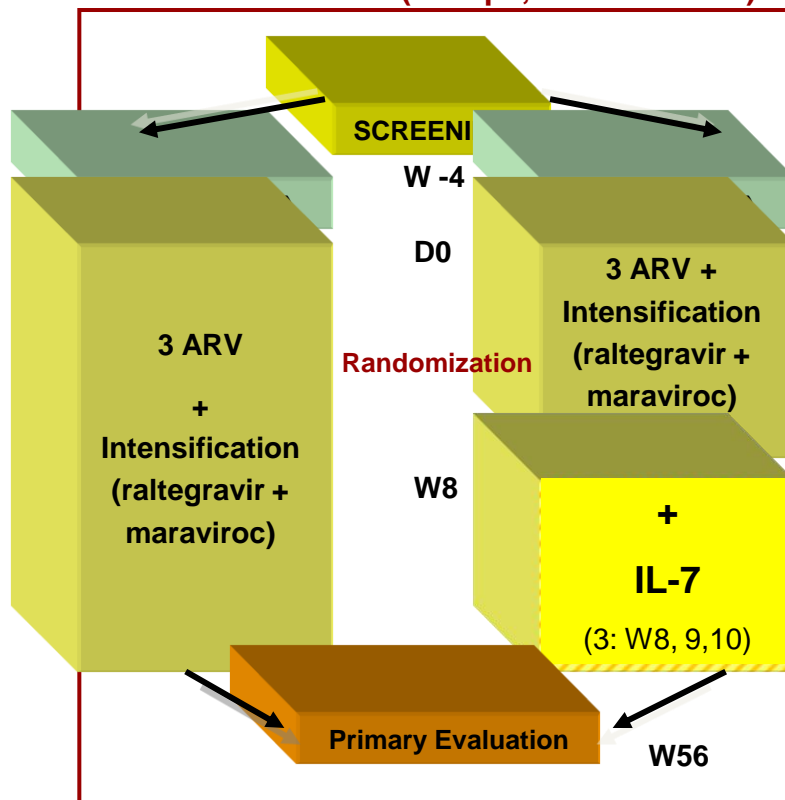 SCREENI
W -4
D0
3 ARV
+
Intensification
(raltegravir +
maraviroc)
Randomization
3 ARV +
Intensification
(raltegravir +
maraviroc)
W8
+
IL-7
(3: W8, 9,10)
Primary Evaluation
W56